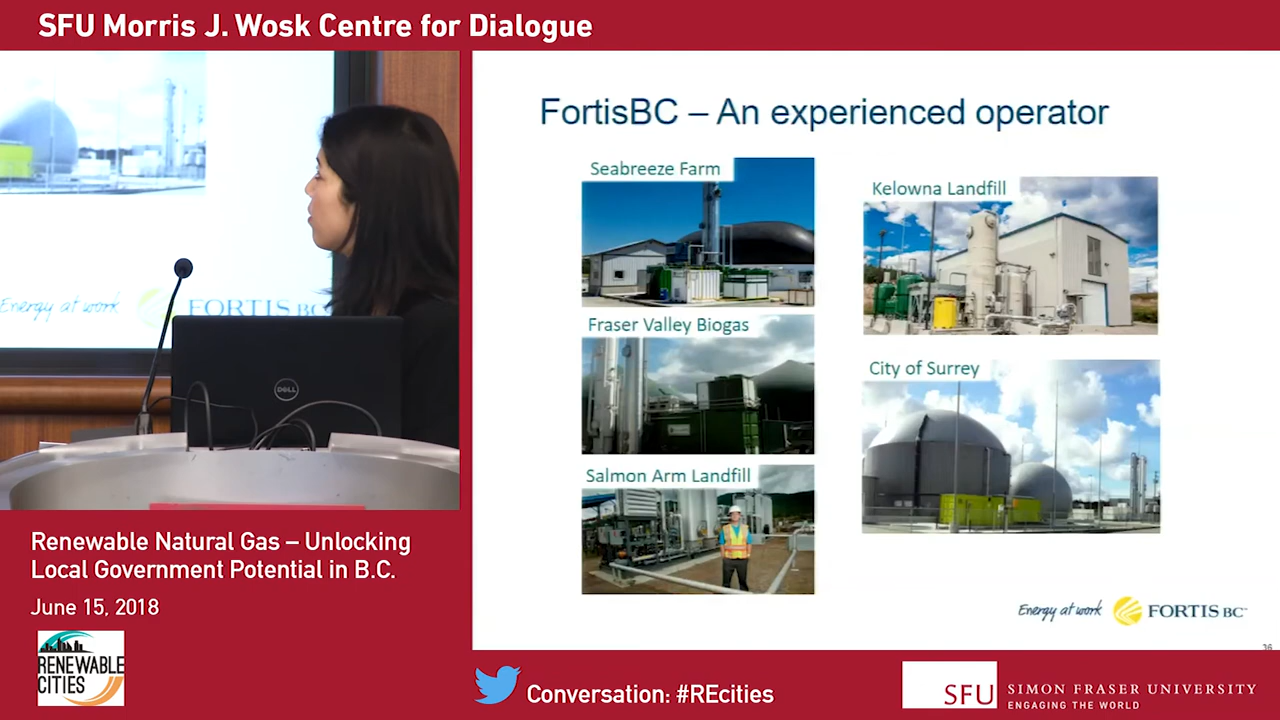 SFU Morris J. Wosk Centre for Dialogue
Energy at work
FORTIS BC
DELL
FortisBC – An experienced operator
Seabreeze Farm
Kelowna Landfill
Fraser Valley Biogas
City of Surrey
Salmon Arm Landfill
Energy at work
FORTIS BC™
36
Renewable Natural Gas – Unlocking
Local Government Potential in B.C.
June 15, 2018
RENEWABLE
CITIES
Conversation: #REcities
SFU
SIMON FRASER UNIVERSITY
ENGAGING THE WORLD